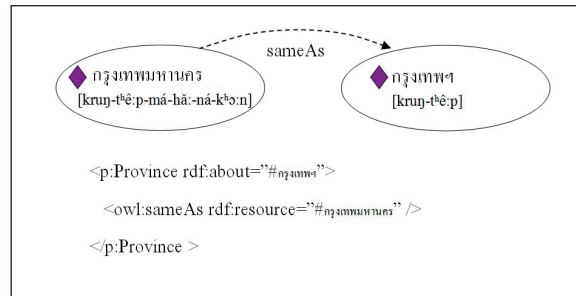 sameAs
กรุงเทพมหานคร
[kruŋ-tʰê:p-má-hǎ:-ná-kʰɔ:n]
กรุงเทพฯ
[kruŋ-tʰê:p]
<p:Province rdf:about=”#กรุงเทพฯ”>
<owl:sameAs rdf:resource=”#กรุงเทพมหานคร” />
</p:Province >